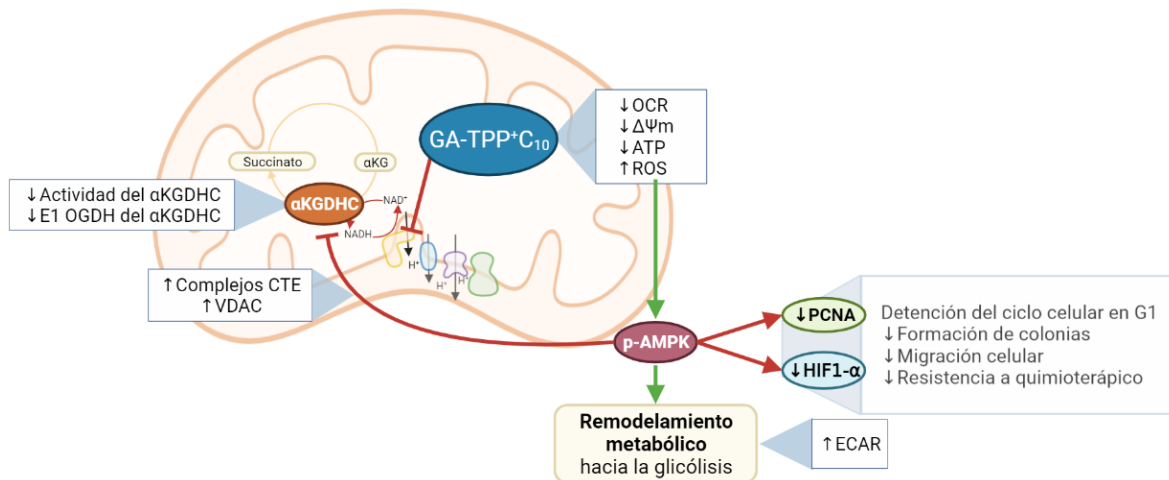 GA-TPP⁺C₁₀
↓OCR
↓ΔΨm
↓ATP
↑ROS
Succinato
αKG
↓Actividad del αKGDHC
↓E1 OGDH del αKGDHC
αKGDHC
NAD⁺
NADH
H⁺
H⁺
H⁺
↑Complejos CTE
↑VDAC
p-AMPK
↓PCNA
↓HIF1-α
Detención del ciclo celular en G1
↓Formación de colonias
↓Migración celular
↓Resistencia a quimioterápico
Remodelamiento
metabólico
hacia la glicólisis
↑ECAR